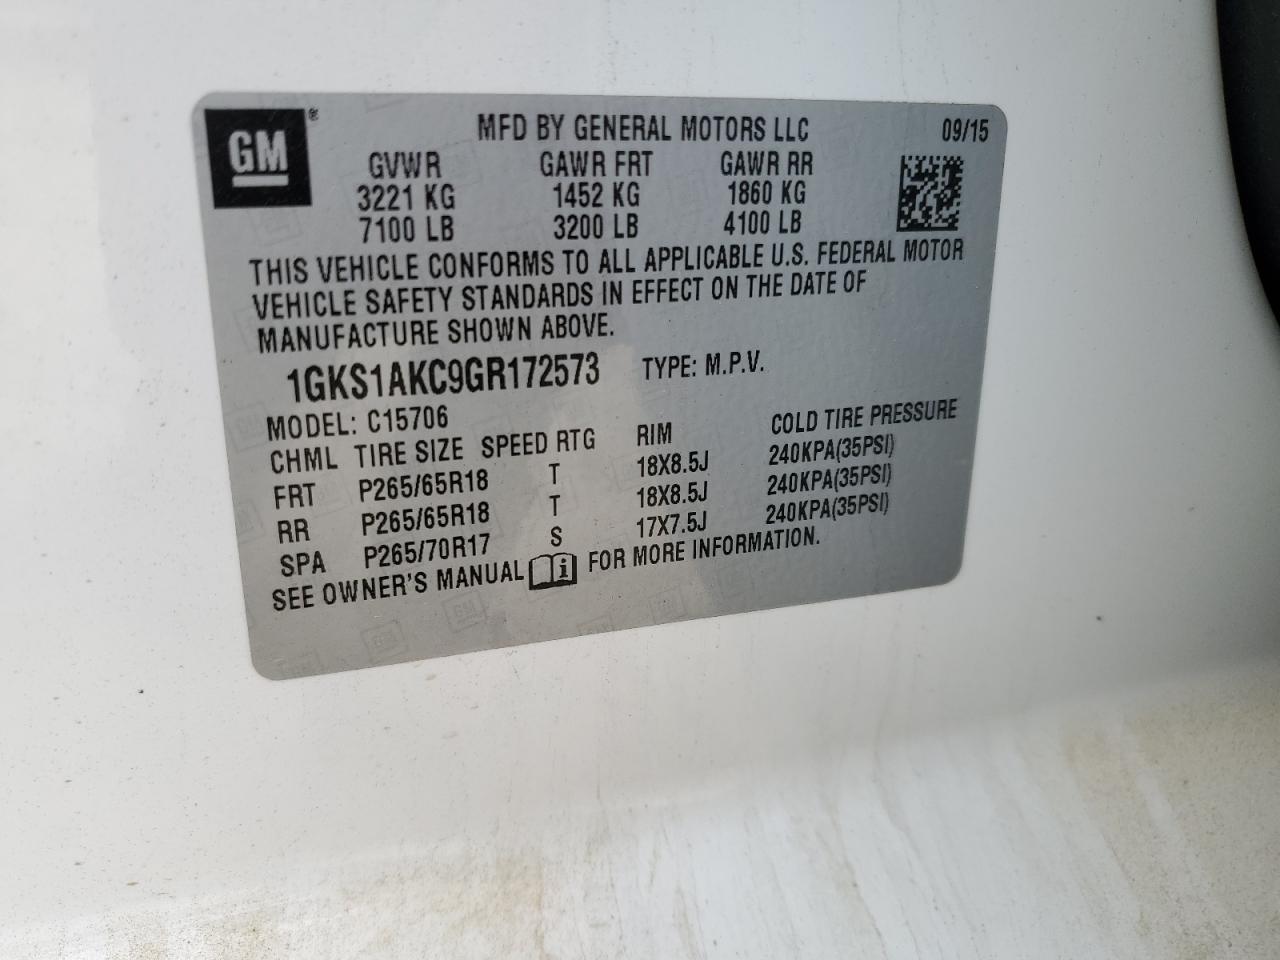 GM ® MFD BY GENERAL MOTORS LLC 09/15
GVWR GAWR FRT GAWR RR
3221 KG 1452 KG 1860 KG
7100 LB 3200 LB 4100 LB
THIS VEHICLE CONFORMS TO ALL APPLICABLE U.S. FEDERAL MOTOR
VEHICLE SAFETY STANDARDS IN EFFECT ON THE DATE OF
MANUFACTURE SHOWN ABOVE.
1GKS1AKC9GR172573 TYPE: M.P.V.
MODEL: C15706
CHML TIRE SIZE SPEED RTG RIM COLD TIRE PRESSURE
FRT P265/65R18 T 18X8.5J 240KPA(35PSI)
RR P265/65R18 T 18X8.5J 240KPA(35PSI)
SPA P265/70R17 S 17X7.5J 240KPA(35PSI)
SEE OWNER'S MANUAL i FOR MORE INFORMATION.